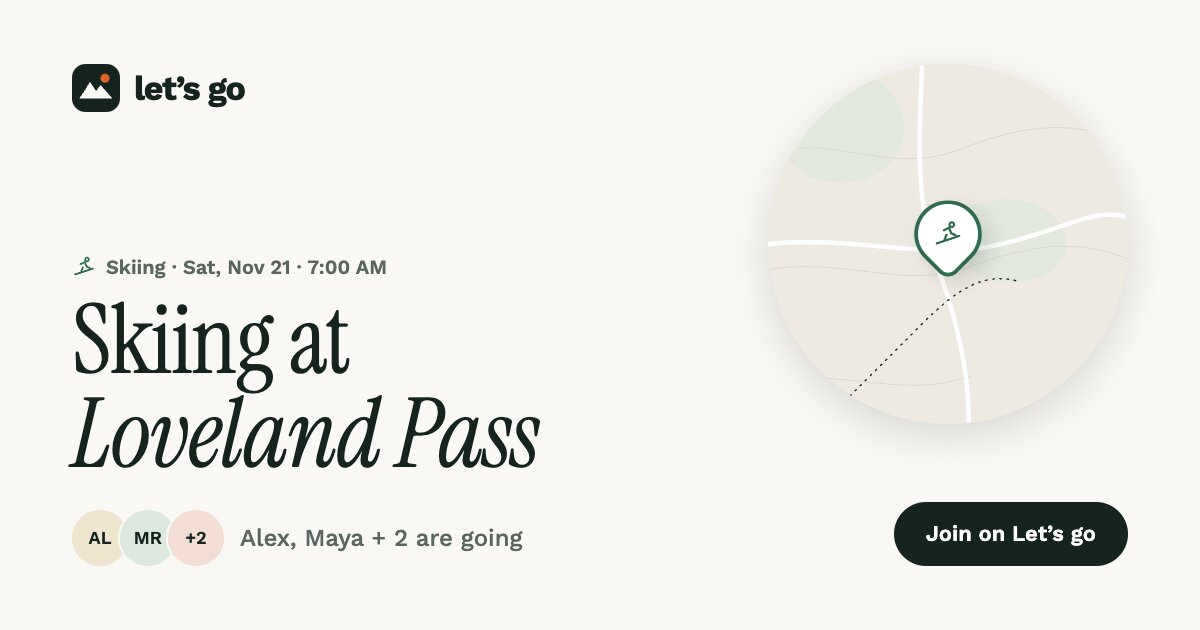 let’s go
Skiing · Sat, Nov 21 · 7:00 AM
Skiing at
Loveland Pass
AL MR +2 Alex, Maya + 2 are going
Join on Let’s go